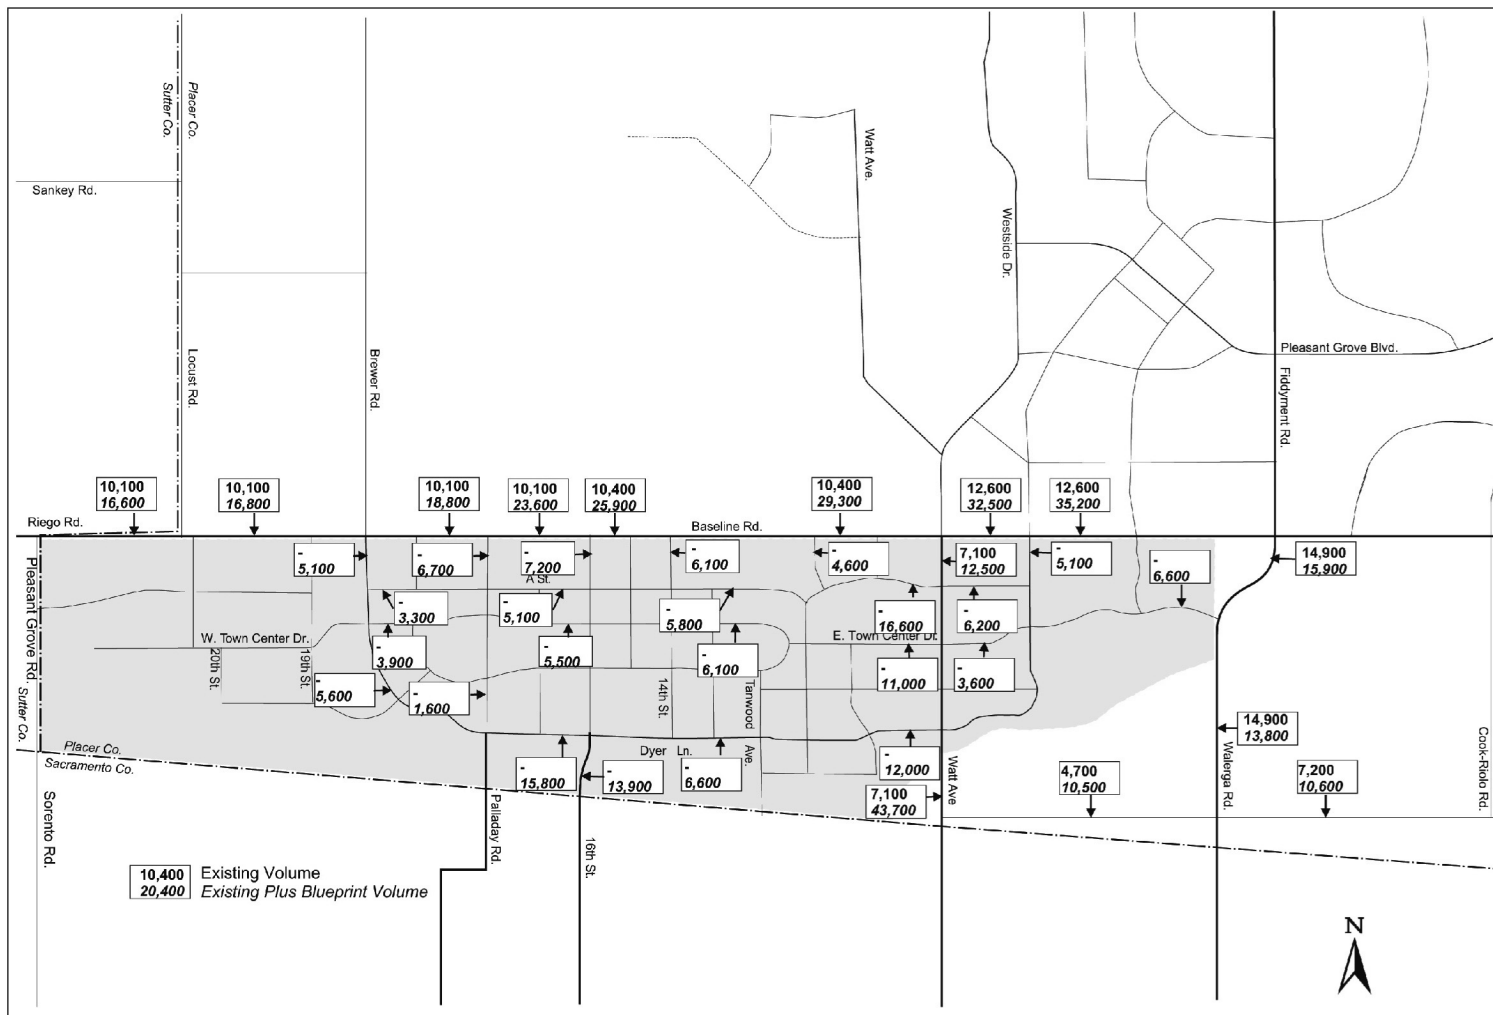 Sutter Co.
Placer Co.
Sankey Rd.
Watt Ave.
Westside Dr.
Locust Rd.
Brewer Rd.
Pleasant Grove Blvd.
Fiddyment Rd.
10,100
16,600
10,100
16,800
10,100
18,800
10,100
23,600
10,400
25,900
10,400
29,300
12,600
32,500
12,600
35,200
Riego Rd.
Baseline Rd.
-
5,100
-
6,700
-
7,200
-
6,100
-
4,600
7,100
12,500
-
5,100
-
6,600
14,900
15,900
A St.
-
3,300
-
5,100
-
5,800
-
16,600
-
6,200
Pleasant Grove Rd.
W. Town Center Dr.
E. Town Center Dr.
-
3,900
-
5,500
-
6,100
-
11,000
-
3,600
20th St.
19th St.
-
5,600
-
1,600
14th St.
Tanwood
Ave.
Sutter Co.
Placer Co.
Sacramento Co.
Dyer Ln.
14,900
13,800
-
15,800
-
13,900
-
6,600
-
12,000
Watt Ave
7,100
43,700
4,700
10,500
Walerga Rd.
7,200
10,600
Cook-Riolo Rd.
Sorento Rd.
Palladay Rd.
16th St.
10,400 Existing Volume
20,400 Existing Plus Blueprint Volume
N